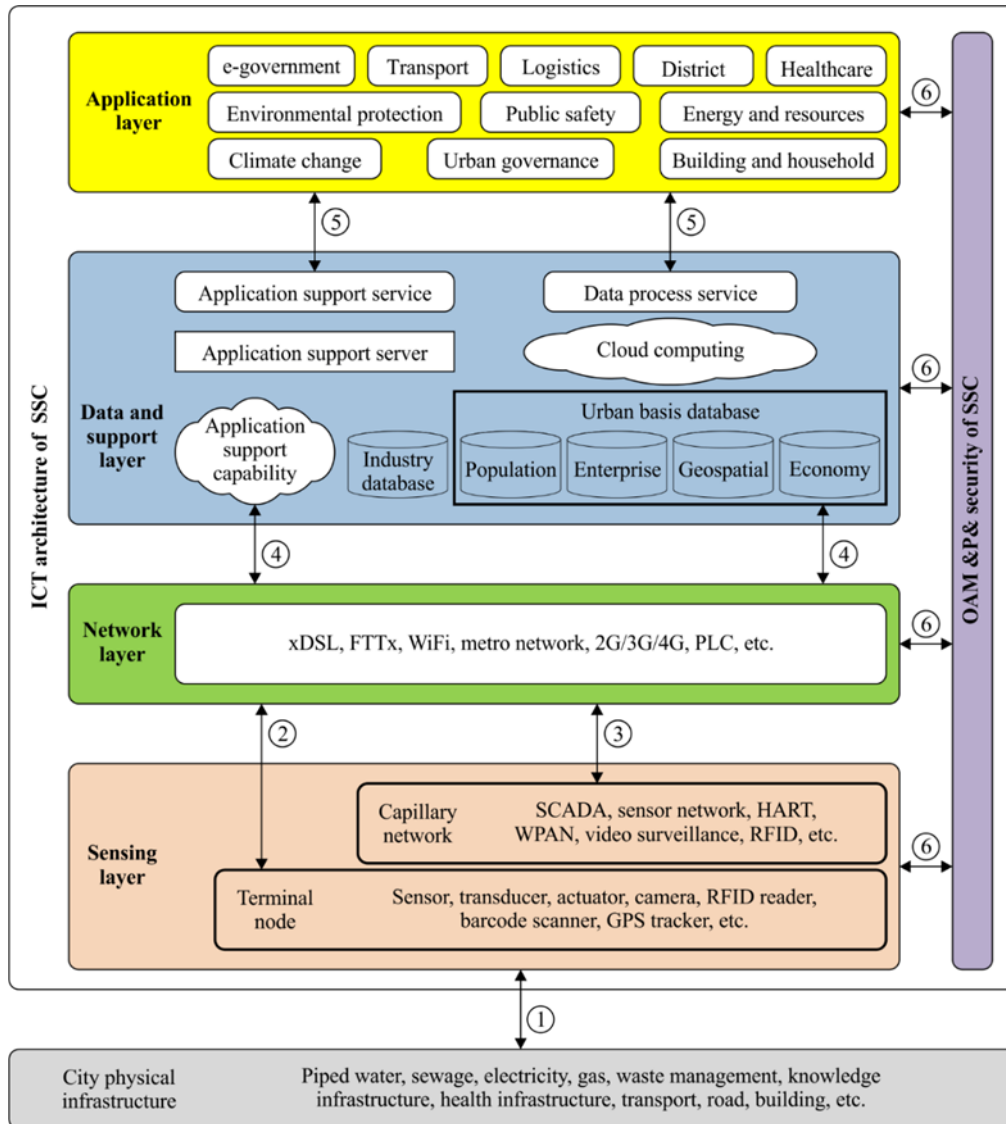 ICT architecture of SSC
Application
layer
e-government
Transport
Logistics
District
Healthcare
Environmental protection
Public safety
Energy and resources
Climate change
Urban governance
Building and household
6
5
5
Data and
support
layer
Application support service
Data process service
Application support server
Cloud computing
Application
support
capability
Industry
database
Urban basis database
Population
Enterprise
Geospatial
Economy
6
4
4
Network
layer
xDSL, FTTx, WiFi, metro network, 2G/3G/4G, PLC, etc.
6
2
3
Sensing
layer
Capillary
network
SCADA, sensor network, HART,
WPAN, video surveillance, RFID, etc.
Terminal
node
Sensor, transducer, actuator, camera, RFID reader,
barcode scanner, GPS tracker, etc.
6
OAM &P& security of SSC
1
City physical
infrastructure
Piped water, sewage, electricity, gas, waste management, knowledge
infrastructure, health infrastructure, transport, road, building, etc.